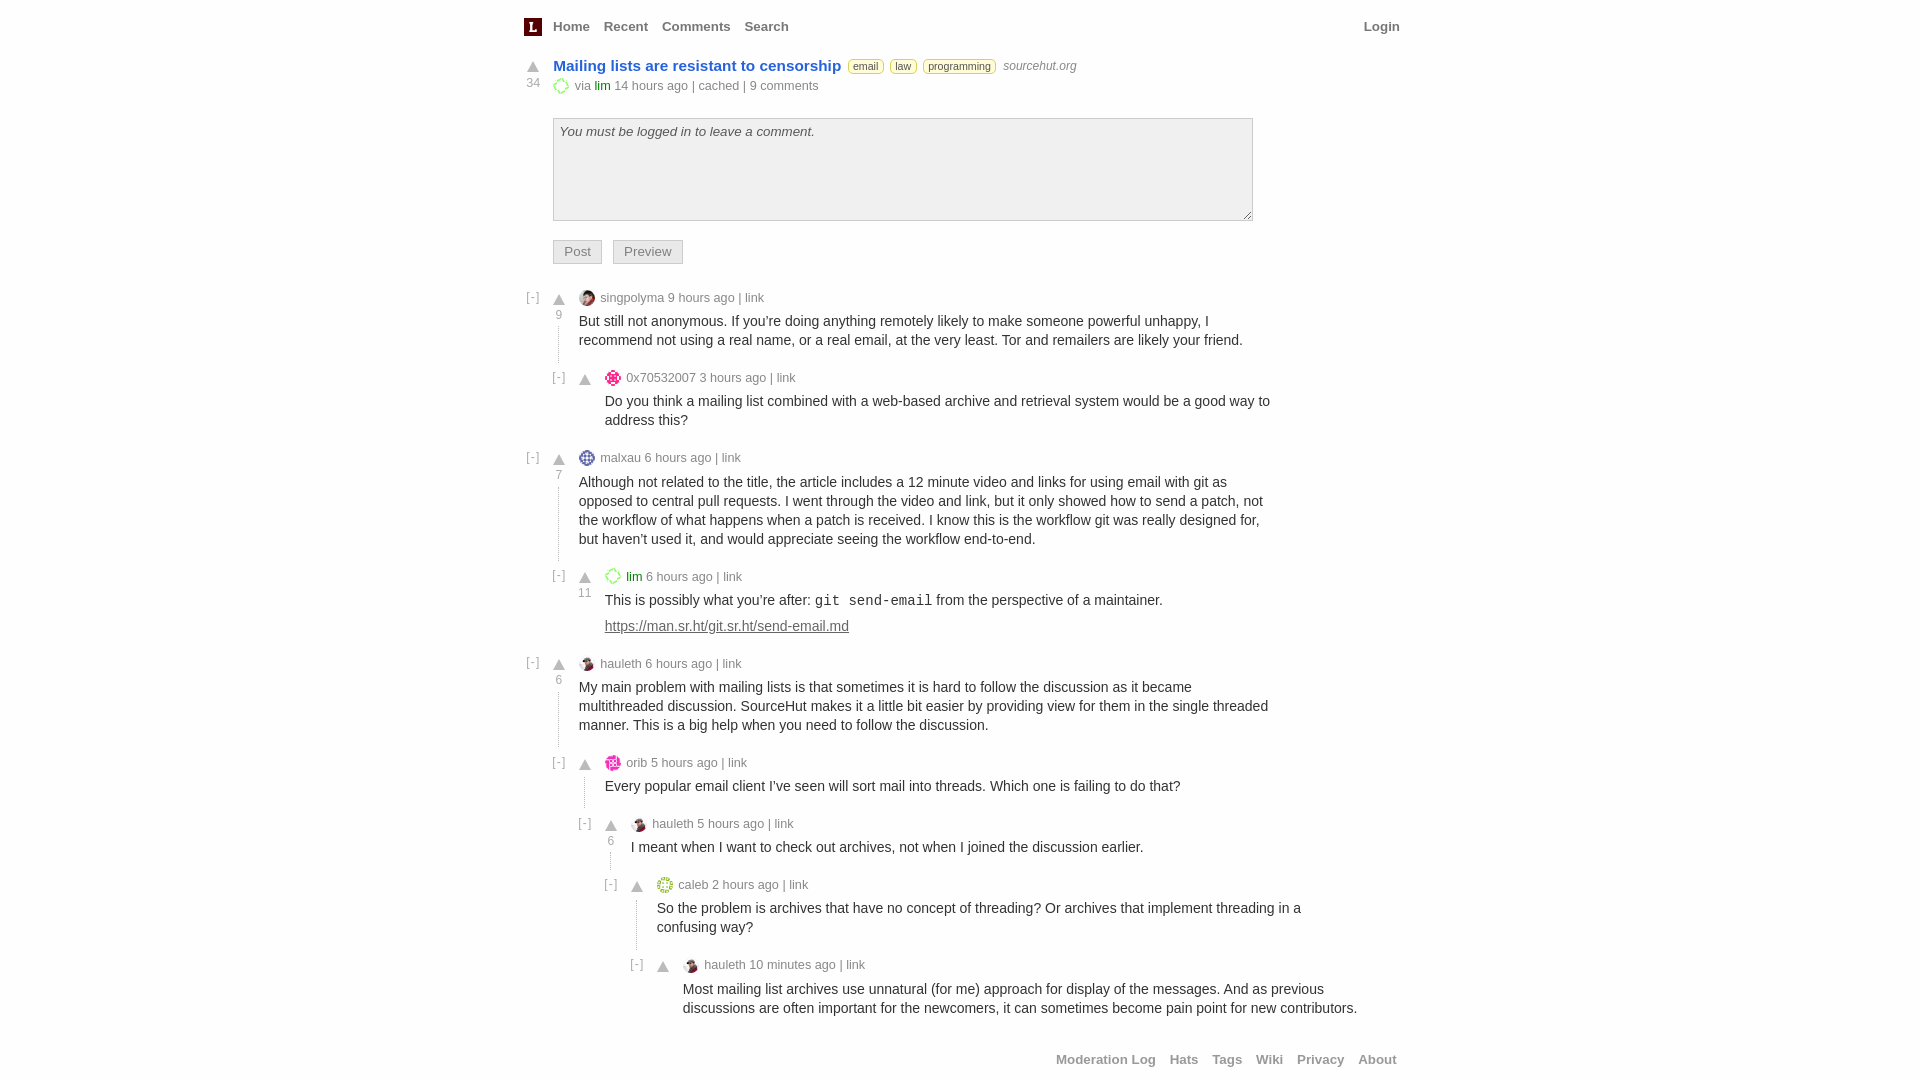 L Home Recent Comments Search Login
Mailing lists are resistant to censorship email law programming sourcehut.org
34
via lim 14 hours ago | cached | 9 comments
You must be logged in to leave a comment.
Post Preview
[-] singpolyma 9 hours ago | link
9
But still not anonymous. If you’re doing anything remotely likely to make someone powerful unhappy, I
recommend not using a real name, or a real email, at the very least. Tor and remailers are likely your friend.
[-] 0x70532007 3 hours ago | link
Do you think a mailing list combined with a web-based archive and retrieval system would be a good way to
address this?
[-] malxau 6 hours ago | link
7
Although not related to the title, the article includes a 12 minute video and links for using email with git as
opposed to central pull requests. I went through the video and link, but it only showed how to send a patch, not
the workflow of what happens when a patch is received. I know this is the workflow git was really designed for,
but haven’t used it, and would appreciate seeing the workflow end-to-end.
[-] lim 6 hours ago | link
11
This is possibly what you’re after: git send-email from the perspective of a maintainer.
https://man.sr.ht/git.sr.ht/send-email.md
[-] hauleth 6 hours ago | link
6
My main problem with mailing lists is that sometimes it is hard to follow the discussion as it became
multithreaded discussion. SourceHut makes it a little bit easier by providing view for them in the single threaded
manner. This is a big help when you need to follow the discussion.
[-] orib 5 hours ago | link
Every popular email client I’ve seen will sort mail into threads. Which one is failing to do that?
[-] hauleth 5 hours ago | link
6
I meant when I want to check out archives, not when I joined the discussion earlier.
[-] caleb 2 hours ago | link
So the problem is archives that have no concept of threading? Or archives that implement threading in a
confusing way?
[-] hauleth 10 minutes ago | link
Most mailing list archives use unnatural (for me) approach for display of the messages. And as previous
discussions are often important for the newcomers, it can sometimes become pain point for new contributors.
Moderation Log Hats Tags Wiki Privacy About